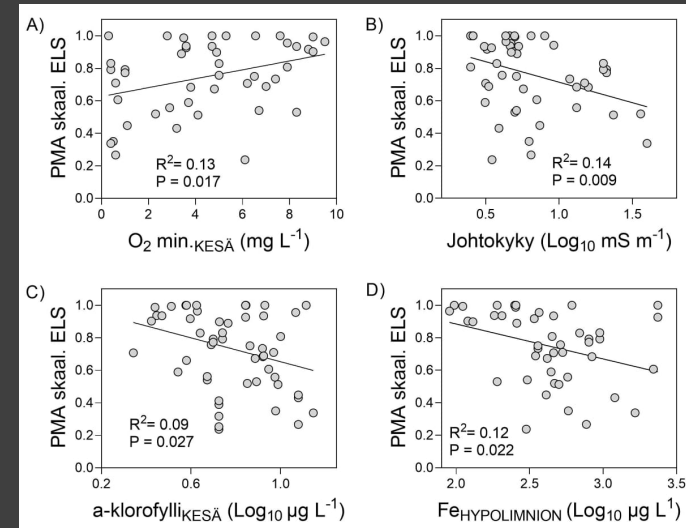 A)
PMA skaal. ELS
1.0
0.8
0.6
0.4
0.2
0.0
R²= 0.13
P = 0.017
0 2 4 6 8 10
O₂ min.KESÄ (mg L⁻¹)
B)
PMA skaal. ELS
1.0
0.8
0.6
0.4
0.2
0.0
R²= 0.14
P = 0.009
0.5 1.0 1.5
Johtokyky (Log₁₀ mS m⁻¹)
C)
PMA skaal. ELS
1.0
0.8
0.6
0.4
0.2
0.0
R²= 0.09
P = 0.027
0.2 0.6 1.0
a-klorofylliKESÄ (Log₁₀ µg L⁻¹)
D)
PMA skaal. ELS
1.0
0.8
0.6
0.4
0.2
0.0
R²= 0.12
P = 0.022
2.0 2.5 3.0 3.5
FeHYPOLIMNION (Log₁₀ µg L⁻¹)